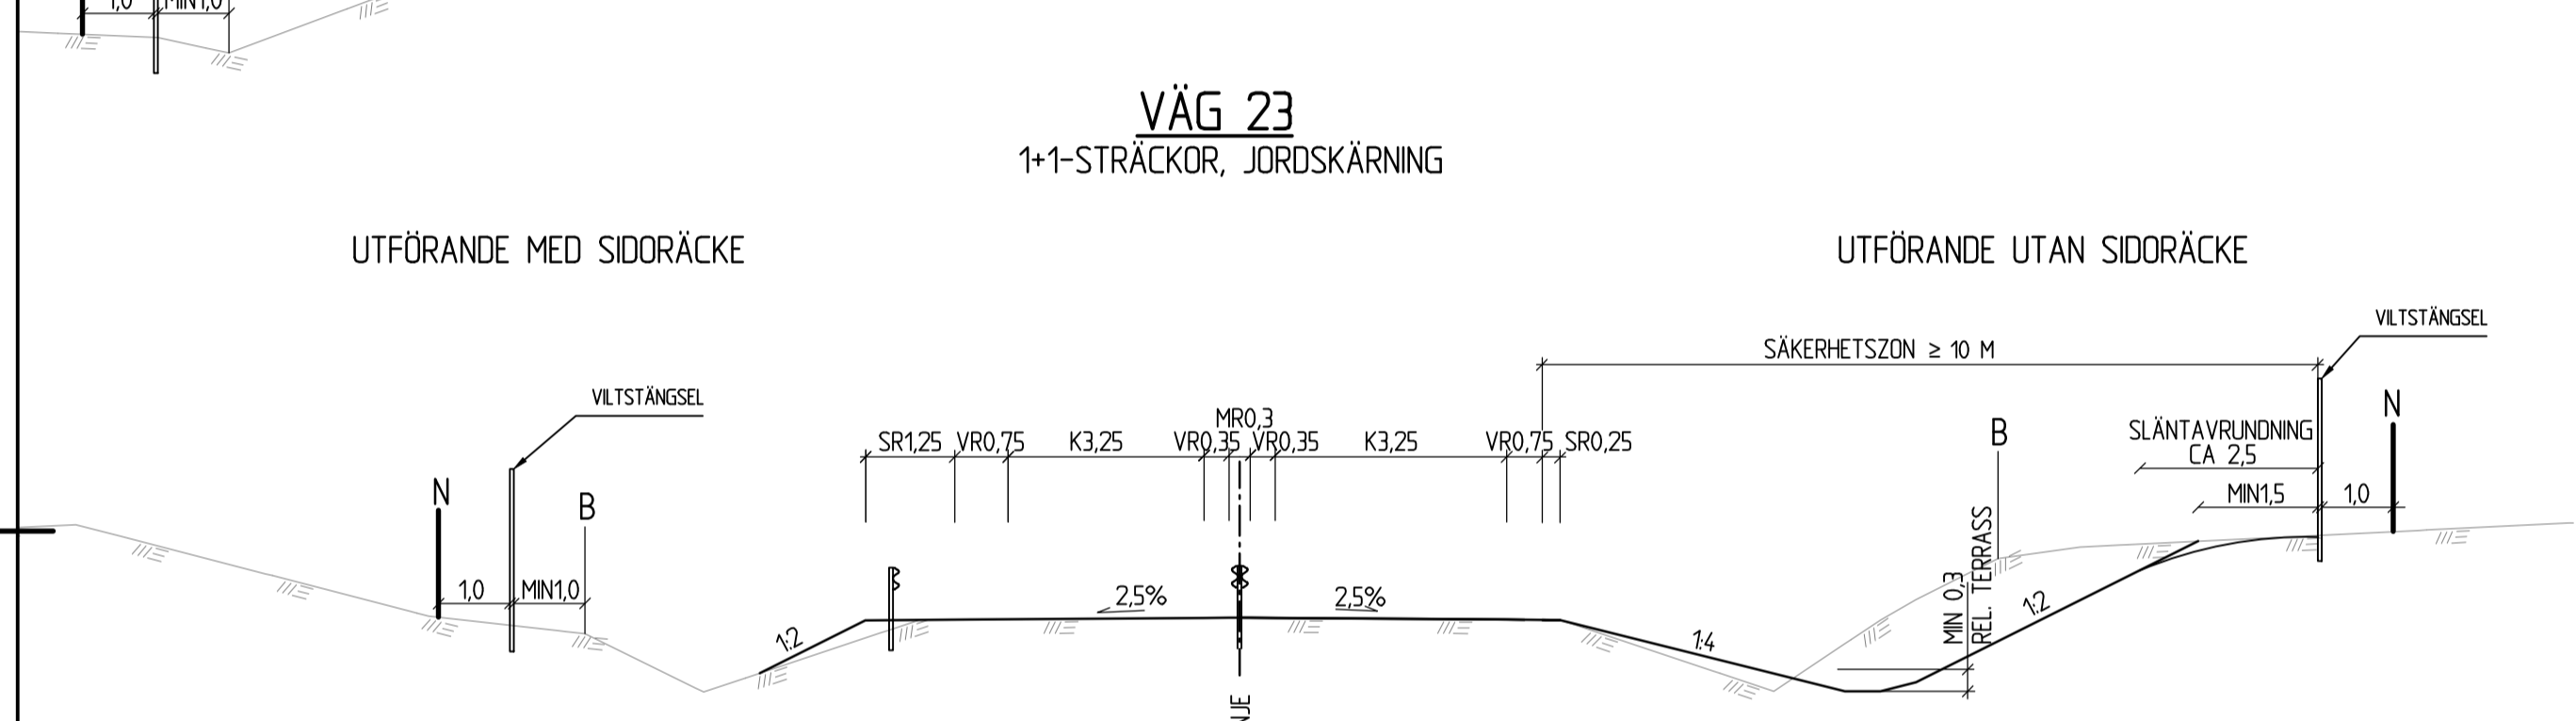 1,0 MIN1,0
VÄG 23
1+1-STRÄCKOR, JORDSKÄRNING
UTFÖRANDE MED SIDORÄCKE
UTFÖRANDE UTAN SIDORÄCKE
VILTSTÄNGSEL
SÄKERHETSZON ≥ 10 M
VILTSTÄNGSEL
N
MR0,3
SLÄNTAVRUNDNING
CA 2,5
B
SR1,25 VR0,75 K3,25 VR0,35 VR0,35 K3,25 VR0,75 SR0,25
N
B
MIN1,5 1,0
1,0 MIN1,0
2,5% 2,5%
1:2
1:4
MIN 0,3
REL. TERRASS
1:2